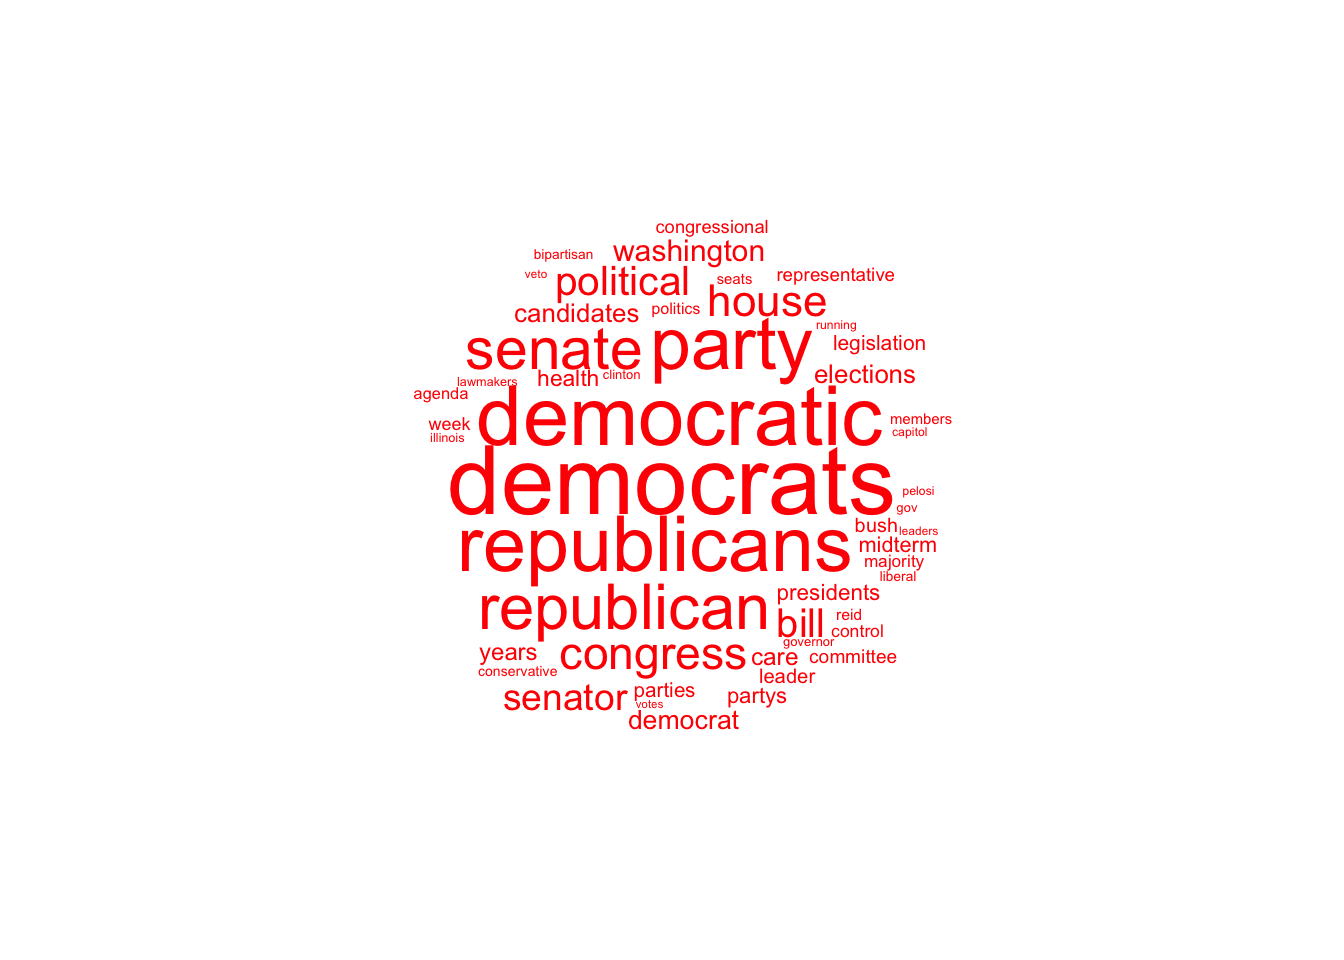 congressional
bipartisan washington
veto political seats representative
candidates politics house
senate party running legislation
lawmakers health clinton elections
agenda democratic members
week capitol
illinois
democrats pelosi
gov
republicans bush leaders
midterm
majority
liberal
republican presidents
bill reid
control
years congress governor
care committee
conservative leader
senator parties partys
votes
democrat